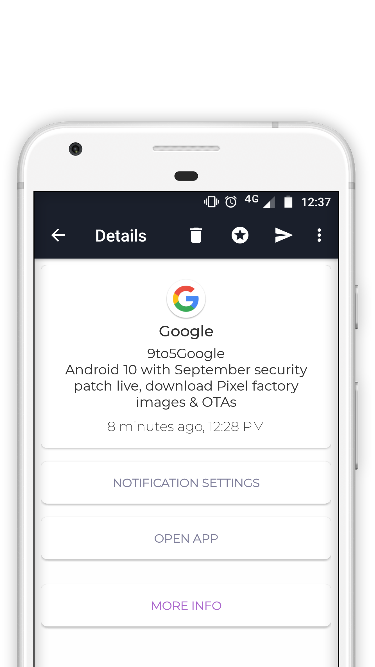 4G 12:37
Details
Google
9to5Google
Android 10 with September security
patch live, download Pixel factory
images & OTAs
8 minutes ago, 12:28 PM
NOTIFICATION SETTINGS
OPEN APP
MORE INFO